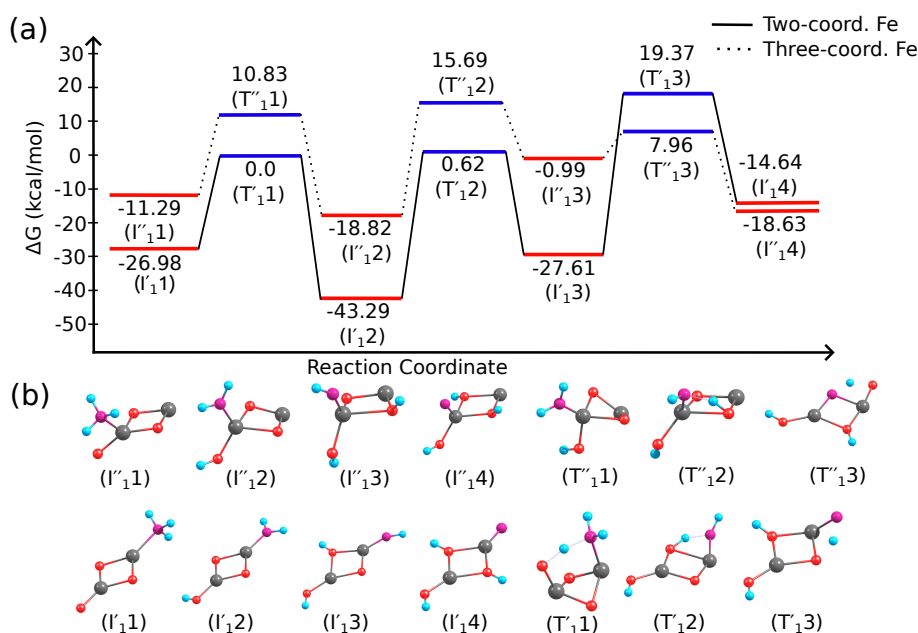 (a)
Two-coord. Fe
Three-coord. Fe
ΔG (kcal/mol)
30
20
10
0
-10
-20
-30
-40
-50
10.83
(T″₁1)
15.69
(T″₁2)
19.37
(T′₁3)
0.0
(T′₁1)
0.62
(T′₁2)
-0.99
(I″₁3)
7.96
(T″₁3)
-14.64
(I′₁4)
-11.29
(I″₁1)
-18.82
(I″₁2)
-18.63
(I″₁4)
-26.98
(I′₁1)
-27.61
(I′₁3)
-43.29
(I′₁2)
Reaction Coordinate
(b)
(I″₁1) (I″₁2) (I″₁3) (I″₁4) (T″₁1) (T″₁2) (T″₁3)
(I′₁1) (I′₁2) (I′₁3) (I′₁4) (T′₁1) (T′₁2) (T′₁3)